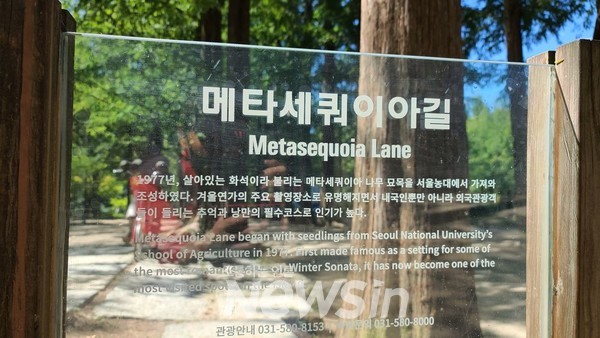 메타세쿼이아길
Metasequoia Lane
1977년, 살아있는 화석이라 불리는 메타세쿼이아 나무 묘목을 서울농대에서 가져와
조성하였다. 겨울연가의 주요 촬영장소로 유명해지면서 내국인뿐만 아니라 외국관광객
들이 들리는 추억과 낭만의 필수코스로 인기가 높다.
Metasequoia Lane began with seedlings from Seoul National University's
School of Agriculture in 1977. First made famous as a setting for some of
the most Winter Sonata, it has now become one of the
most
NewSin
관광안내 031-580-8153 031-580-8000